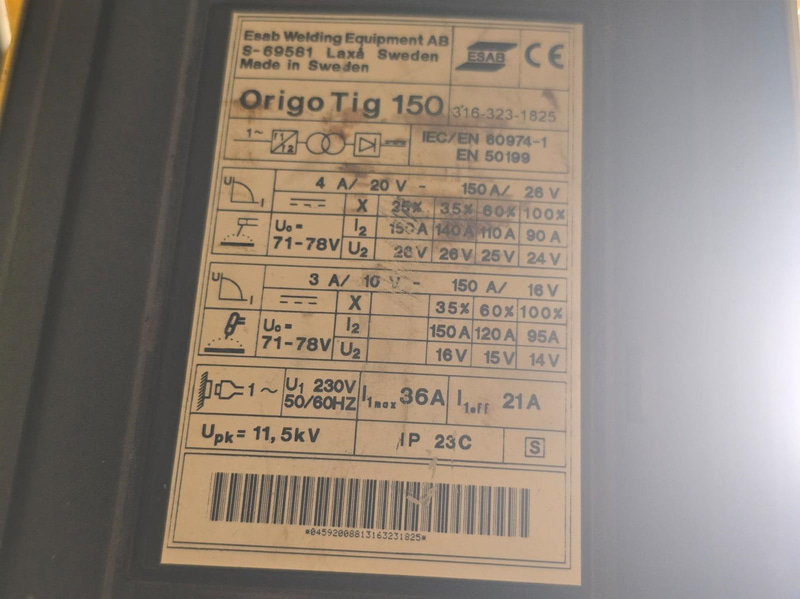 Esab Welding Equipment AB
S-69581 Laxå Sweden
Made in Sweden
ESAB
CE
Origo Tig 150
316-323-1825
1~
f1
f2
IEC/EN 60974-1
EN 50199
U
I
4 A/ 20 V - 150 A/ 26 V
X 25% 35% 60% 100%
U₀= I₂ 150 A 140 A 110 A 90 A
71-78V U₂ 26 V 26 V 25 V 24 V
U
I
3 A/ 10 V - 150 A/ 16 V
X 35% 60% 100%
U₀= I₂ 150 A 120 A 95A
71-78V U₂ 16 V 15 V 14 V
1~ U₁ 230V
50/60HZ
I₁max 36A
I₁eff 21A
Upk = 11,5kV
IP 23C
S
*04592008813163231825*